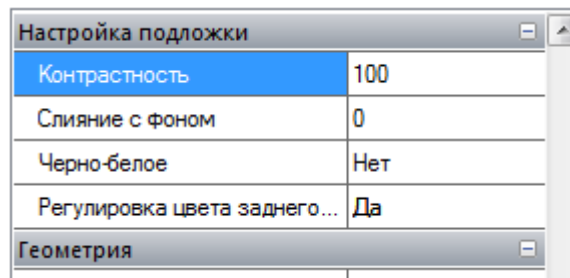 Настройка подложки
Контрастность 100
Слияние с фоном 0
Черно-белое Нет
Регулировка цвета заднего... Да
Геометрия